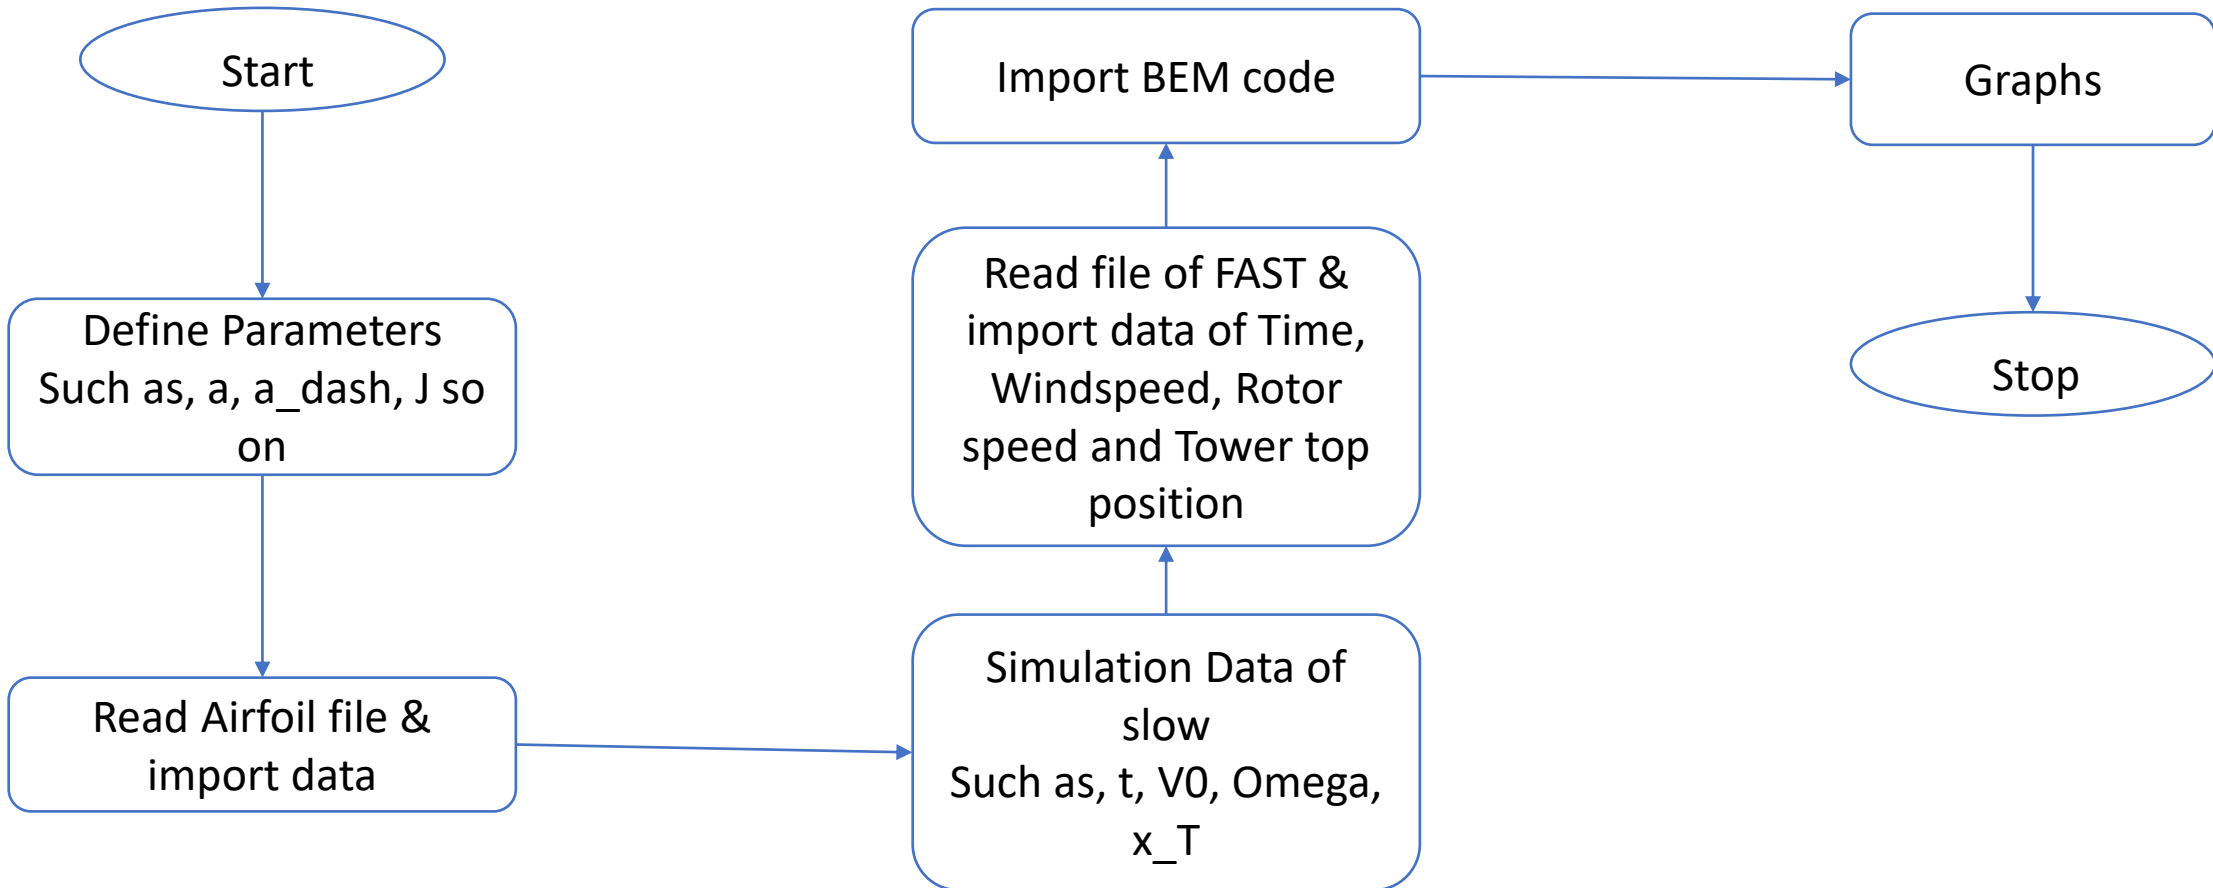 Start
Define Parameters
Such as, a, a_dash, J so
on
Read Airfoil file &
import data
Simulation Data of
slow
Such as, t, V0, Omega,
x_T
Read file of FAST &
import data of Time,
Windspeed, Rotor
speed and Tower top
position
Import BEM code
Graphs
Stop